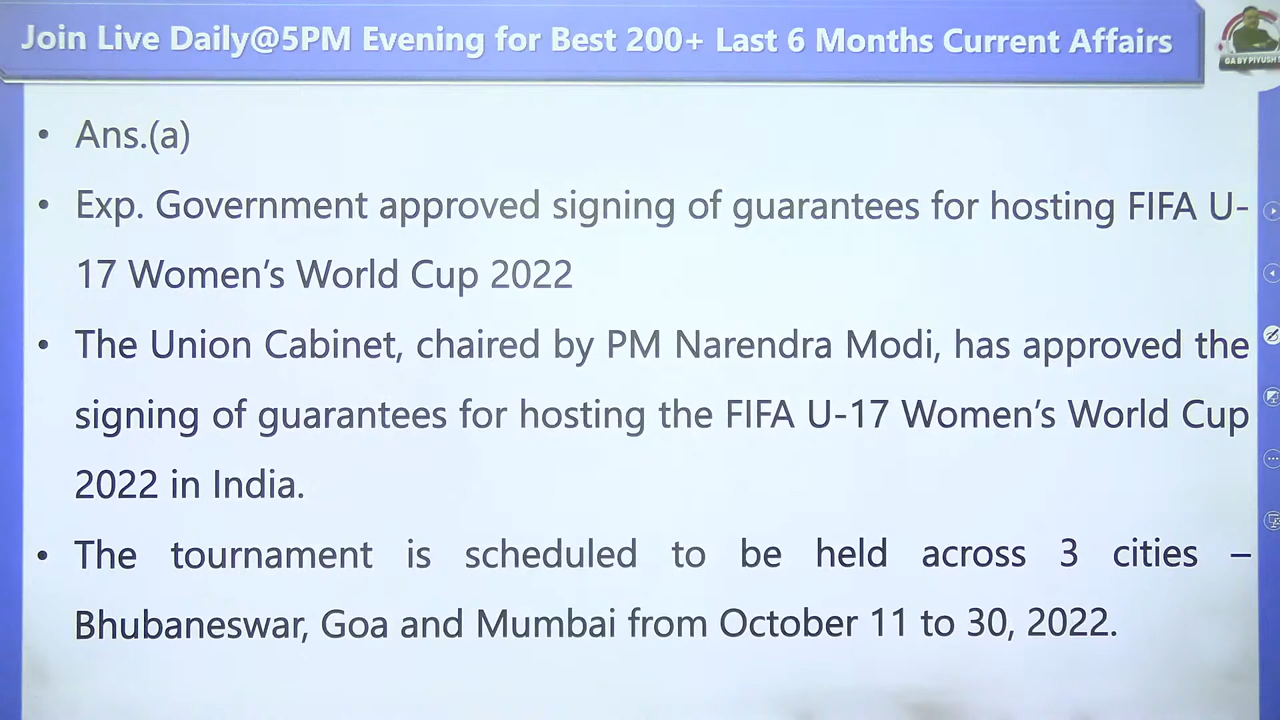 Join Live Daily@5PM Evening for Best 200+ Last 6 Months Current Affairs
GA BY PIYUSH
• Ans.(a)
• Exp. Government approved signing of guarantees for hosting FIFA U-
17 Women’s World Cup 2022
• The Union Cabinet, chaired by PM Narendra Modi, has approved the
signing of guarantees for hosting the FIFA U-17 Women’s World Cup
2022 in India.
• The tournament is scheduled to be held across 3 cities –
Bhubaneswar, Goa and Mumbai from October 11 to 30, 2022.